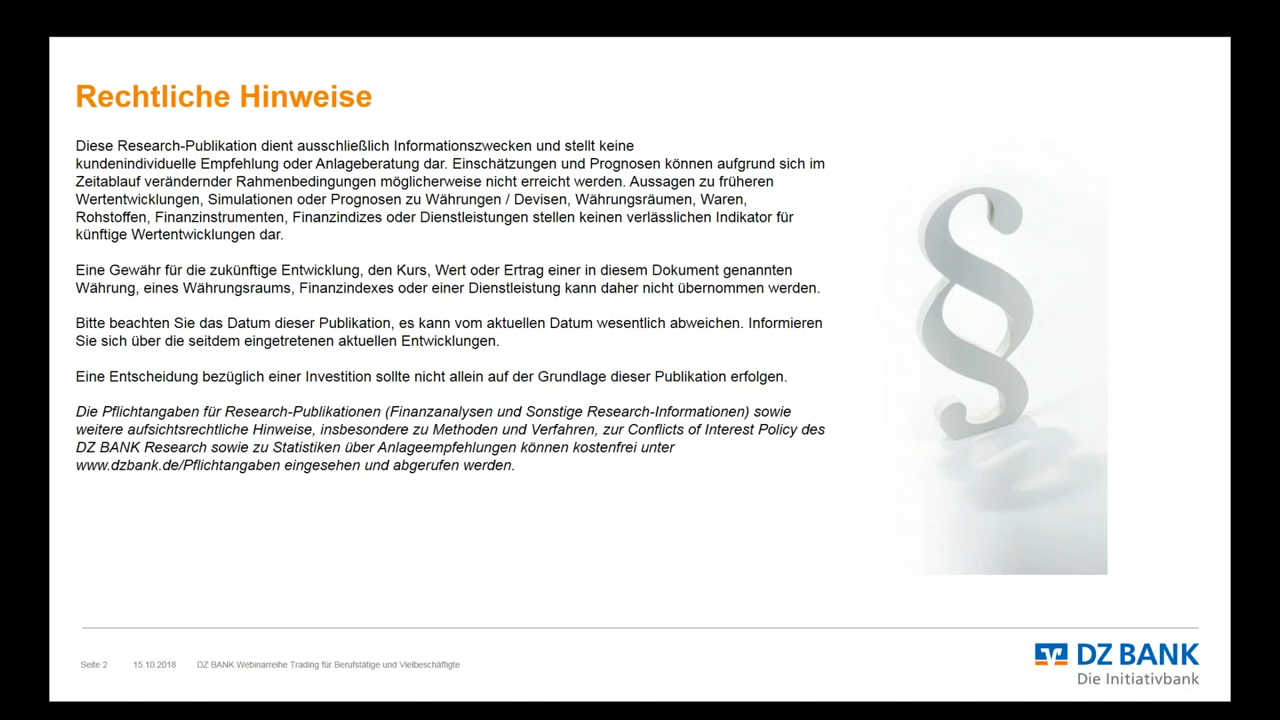 Rechtliche Hinweise
Diese Research-Publikation dient ausschließlich Informationszwecken und stellt keine
kundenindividuelle Empfehlung oder Anlageberatung dar. Einschätzungen und Prognosen können aufgrund sich im
Zeitablauf verändernder Rahmenbedingungen möglicherweise nicht erreicht werden. Aussagen zu früheren
Wertentwicklungen, Simulationen oder Prognosen zu Währungen / Devisen, Währungsräumen, Waren,
Rohstoffen, Finanzinstrumenten, Finanzindizes oder Dienstleistungen stellen keinen verlässlichen Indikator für
künftige Wertentwicklungen dar.
Eine Gewähr für die zukünftige Entwicklung, den Kurs, Wert oder Ertrag einer in diesem Dokument genannten
Währung, eines Währungsraums, Finanzindexes oder einer Dienstleistung kann daher nicht übernommen werden.
Bitte beachten Sie das Datum dieser Publikation, es kann vom aktuellen Datum wesentlich abweichen. Informieren
Sie sich über die seitdem eingetretenen aktuellen Entwicklungen.
Eine Entscheidung bezüglich einer Investition sollte nicht allein auf der Grundlage dieser Publikation erfolgen.
Die Pflichtangaben für Research-Publikationen (Finanzanalysen und Sonstige Research-Informationen) sowie
weitere aufsichtsrechtliche Hinweise, insbesondere zu Methoden und Verfahren, zur Conflicts of Interest Policy des
DZ BANK Research sowie zu Statistiken über Anlageempfehlungen können kostenfrei unter
www.dzbank.de/Pflichtangaben eingesehen und abgerufen werden.
§
Seite 2 15.10.2018 DZ BANK Webinarreihe Trading für Berufstätige und Vielbeschäftigte
DZ BANK
Die Initiativbank